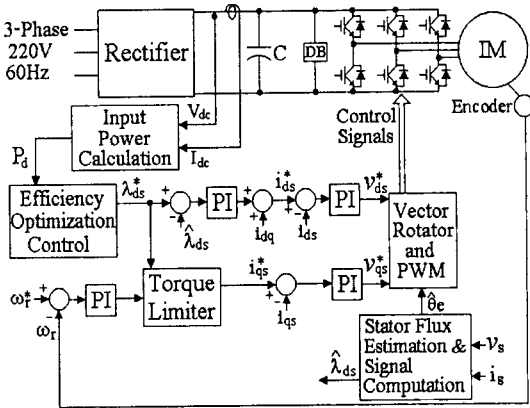 3-Phase
220V
60Hz
Rectifier
C
DB
IM
Encoder
V_dc
I_dc
Input
Power
Calculation
Control
Signals
P_d
Efficiency
Optimization
Control
λ*_ds
+
-
λ̂_ds
PI
+
+
i_dq
i*_ds
+
-
i_ds
PI
v*_ds
Vector
Rotator
and
PWM
ω_r*
+
-
ω_r
PI
Torque
Limiter
i*_qs
+
-
i_qs
PI
v*_qs
θ̂e
Stator Flux
Estimation &
Signal
Computation
λ̂_ds
v_s
i_s